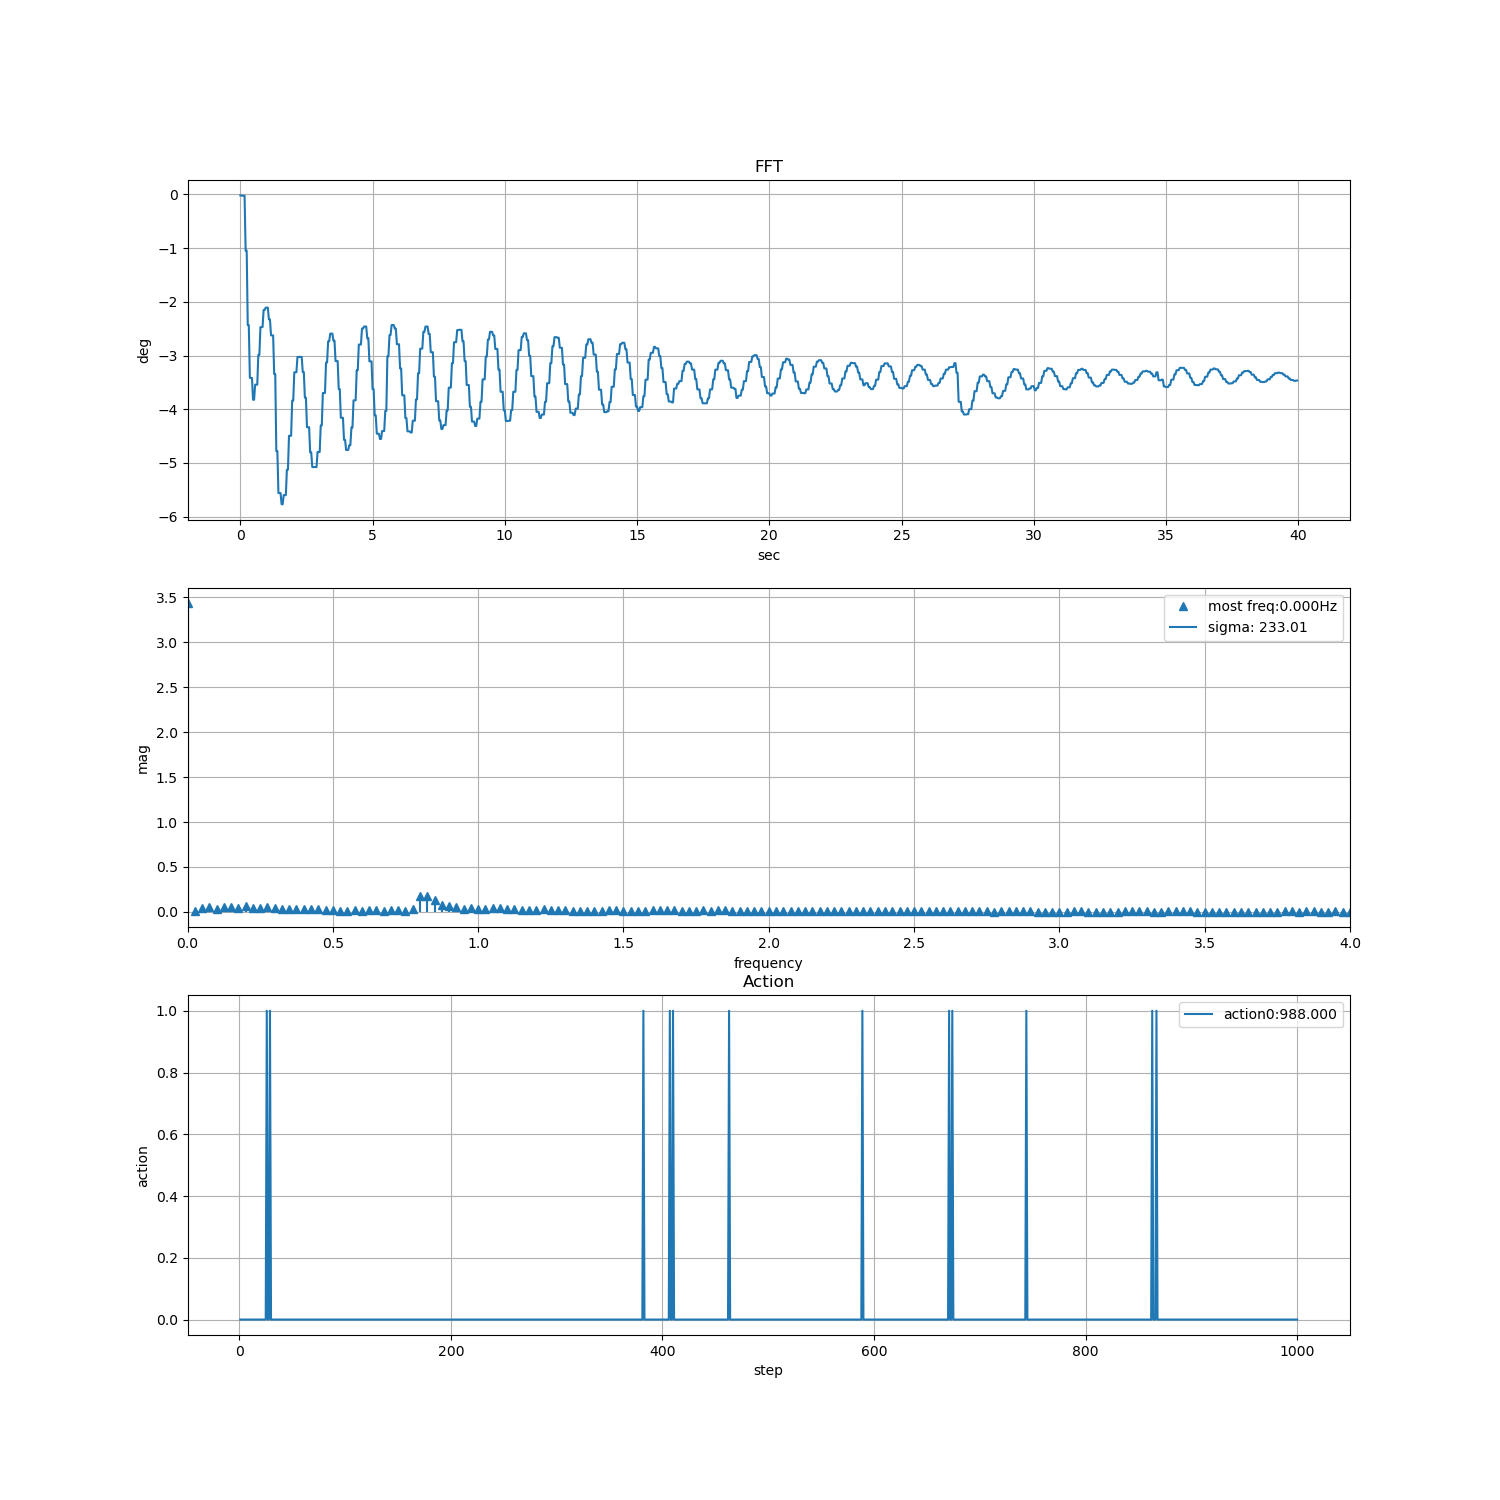 FFT
0
−1
−2
−3
−4
−5
−6
deg
0 5 10 15 20 25 30 35 40
sec
3.5
3.0
2.5
2.0
1.5
1.0
0.5
0.0
mag
most freq:0.000Hz
sigma: 233.01
0.0 0.5 1.0 1.5 2.0 2.5 3.0 3.5 4.0
frequency
Action
1.0
0.8
0.6
0.4
0.2
0.0
action
action0:988.000
0 200 400 600 800 1000
step